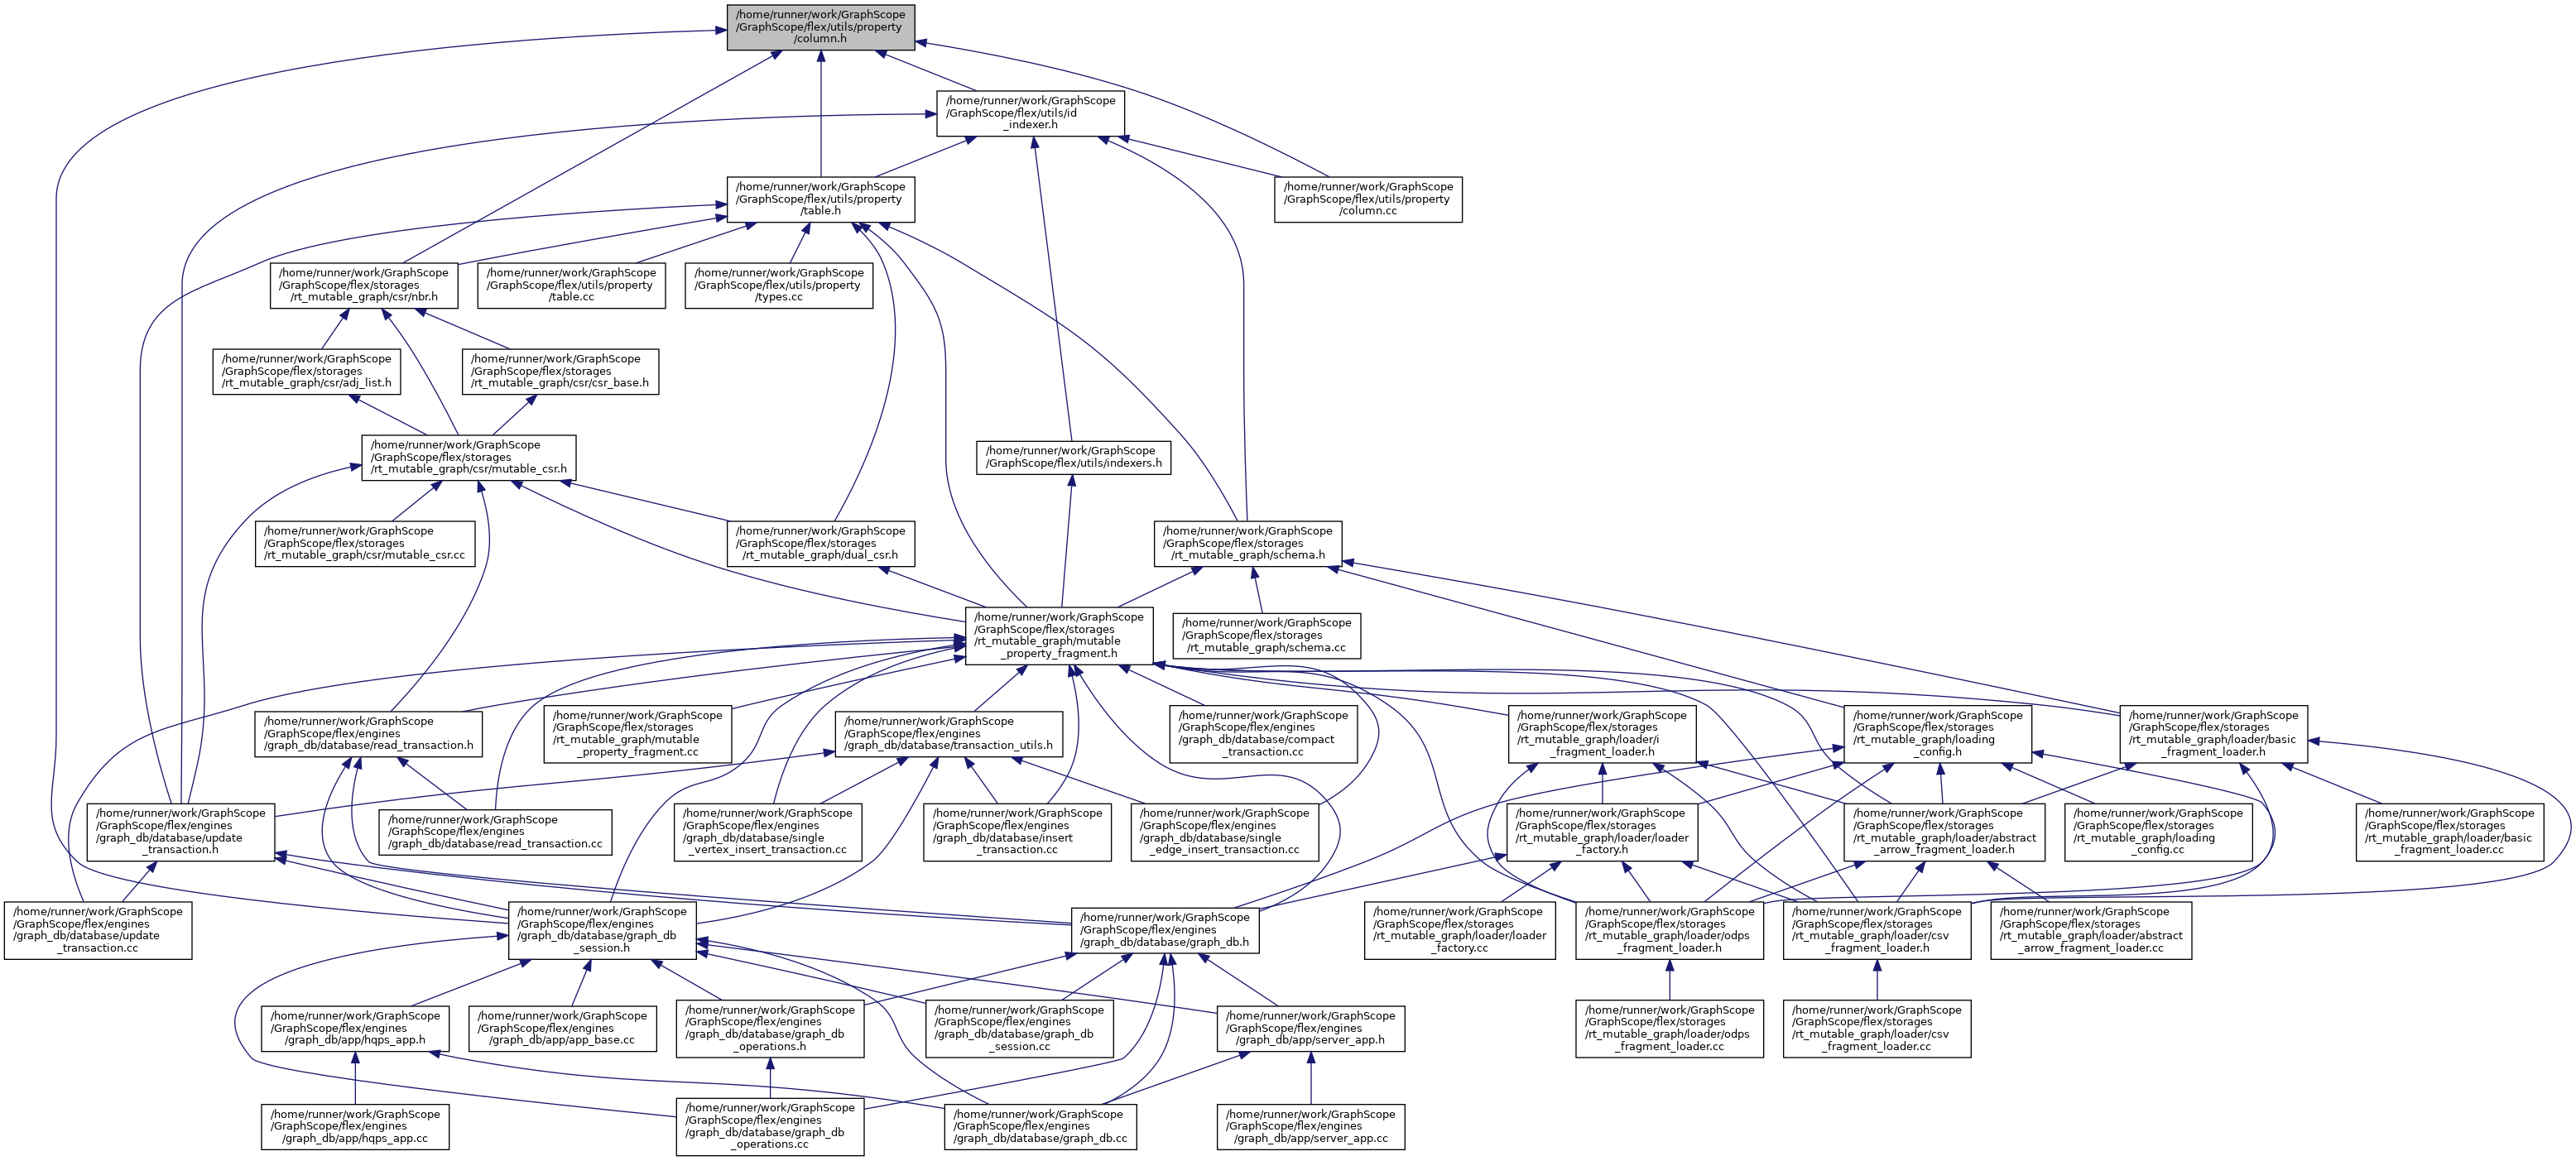 /home/runner/work/GraphScope
/GraphScope/flex/utils/property
/column.h
/home/runner/work/GraphScope
/GraphScope/flex/utils/id
_indexer.h
/home/runner/work/GraphScope
/GraphScope/flex/utils/property
/table.h
/home/runner/work/GraphScope
/GraphScope/flex/utils/property
/column.cc
/home/runner/work/GraphScope
/GraphScope/flex/storages
/rt_mutable_graph/csr/nbr.h
/home/runner/work/GraphScope
/GraphScope/flex/utils/property
/table.cc
/home/runner/work/GraphScope
/GraphScope/flex/utils/property
/types.cc
/home/runner/work/GraphScope
/GraphScope/flex/storages
/rt_mutable_graph/csr/adj_list.h
/home/runner/work/GraphScope
/GraphScope/flex/storages
/rt_mutable_graph/csr/csr_base.h
/home/runner/work/GraphScope
/GraphScope/flex/storages
/rt_mutable_graph/csr/mutable_csr.h
/home/runner/work/GraphScope
/GraphScope/flex/utils/indexers.h
/home/runner/work/GraphScope
/GraphScope/flex/storages
/rt_mutable_graph/csr/mutable_csr.cc
/home/runner/work/GraphScope
/GraphScope/flex/storages
/rt_mutable_graph/dual_csr.h
/home/runner/work/GraphScope
/GraphScope/flex/storages
/rt_mutable_graph/schema.h
/home/runner/work/GraphScope
/GraphScope/flex/storages
/rt_mutable_graph/mutable
_property_fragment.h
/home/runner/work/GraphScope
/GraphScope/flex/storages
/rt_mutable_graph/schema.cc
/home/runner/work/GraphScope
/GraphScope/flex/engines
/graph_db/database/read_transaction.h
/home/runner/work/GraphScope
/GraphScope/flex/storages
/rt_mutable_graph/mutable
_property_fragment.cc
/home/runner/work/GraphScope
/GraphScope/flex/engines
/graph_db/database/transaction_utils.h
/home/runner/work/GraphScope
/GraphScope/flex/engines
/graph_db/database/compact
_transaction.cc
/home/runner/work/GraphScope
/GraphScope/flex/storages
/rt_mutable_graph/loader/i
_fragment_loader.h
/home/runner/work/GraphScope
/GraphScope/flex/storages
/rt_mutable_graph/loading
_config.h
/home/runner/work/GraphScope
/GraphScope/flex/storages
/rt_mutable_graph/loader/basic
_fragment_loader.h
/home/runner/work/GraphScope
/GraphScope/flex/engines
/graph_db/database/update
_transaction.h
/home/runner/work/GraphScope
/GraphScope/flex/engines
/graph_db/database/read_transaction.cc
/home/runner/work/GraphScope
/GraphScope/flex/engines
/graph_db/database/single
_vertex_insert_transaction.cc
/home/runner/work/GraphScope
/GraphScope/flex/engines
/graph_db/database/insert
_transaction.cc
/home/runner/work/GraphScope
/GraphScope/flex/engines
/graph_db/database/single
_edge_insert_transaction.cc
/home/runner/work/GraphScope
/GraphScope/flex/storages
/rt_mutable_graph/loader/loader
_factory.h
/home/runner/work/GraphScope
/GraphScope/flex/storages
/rt_mutable_graph/loader/abstract
_arrow_fragment_loader.h
/home/runner/work/GraphScope
/GraphScope/flex/storages
/rt_mutable_graph/loading
_config.cc
/home/runner/work/GraphScope
/GraphScope/flex/storages
/rt_mutable_graph/loader/basic
_fragment_loader.cc
/home/runner/work/GraphScope
/GraphScope/flex/engines
/graph_db/database/update
_transaction.cc
/home/runner/work/GraphScope
/GraphScope/flex/engines
/graph_db/database/graph_db
_session.h
/home/runner/work/GraphScope
/GraphScope/flex/engines
/graph_db/database/graph_db.h
/home/runner/work/GraphScope
/GraphScope/flex/storages
/rt_mutable_graph/loader/loader
_factory.cc
/home/runner/work/GraphScope
/GraphScope/flex/storages
/rt_mutable_graph/loader/odps
_fragment_loader.h
/home/runner/work/GraphScope
/GraphScope/flex/storages
/rt_mutable_graph/loader/csv
_fragment_loader.h
/home/runner/work/GraphScope
/GraphScope/flex/storages
/rt_mutable_graph/loader/abstract
_arrow_fragment_loader.cc
/home/runner/work/GraphScope
/GraphScope/flex/engines
/graph_db/app/hqps_app.h
/home/runner/work/GraphScope
/GraphScope/flex/engines
/graph_db/app/app_base.cc
/home/runner/work/GraphScope
/GraphScope/flex/engines
/graph_db/database/graph_db
_operations.h
/home/runner/work/GraphScope
/GraphScope/flex/engines
/graph_db/database/graph_db
_session.cc
/home/runner/work/GraphScope
/GraphScope/flex/engines
/graph_db/app/server_app.h
/home/runner/work/GraphScope
/GraphScope/flex/storages
/rt_mutable_graph/loader/odps
_fragment_loader.cc
/home/runner/work/GraphScope
/GraphScope/flex/storages
/rt_mutable_graph/loader/csv
_fragment_loader.cc
/home/runner/work/GraphScope
/GraphScope/flex/engines
/graph_db/app/hqps_app.cc
/home/runner/work/GraphScope
/GraphScope/flex/engines
/graph_db/database/graph_db
_operations.cc
/home/runner/work/GraphScope
/GraphScope/flex/engines
/graph_db/database/graph_db.cc
/home/runner/work/GraphScope
/GraphScope/flex/engines
/graph_db/app/server_app.cc